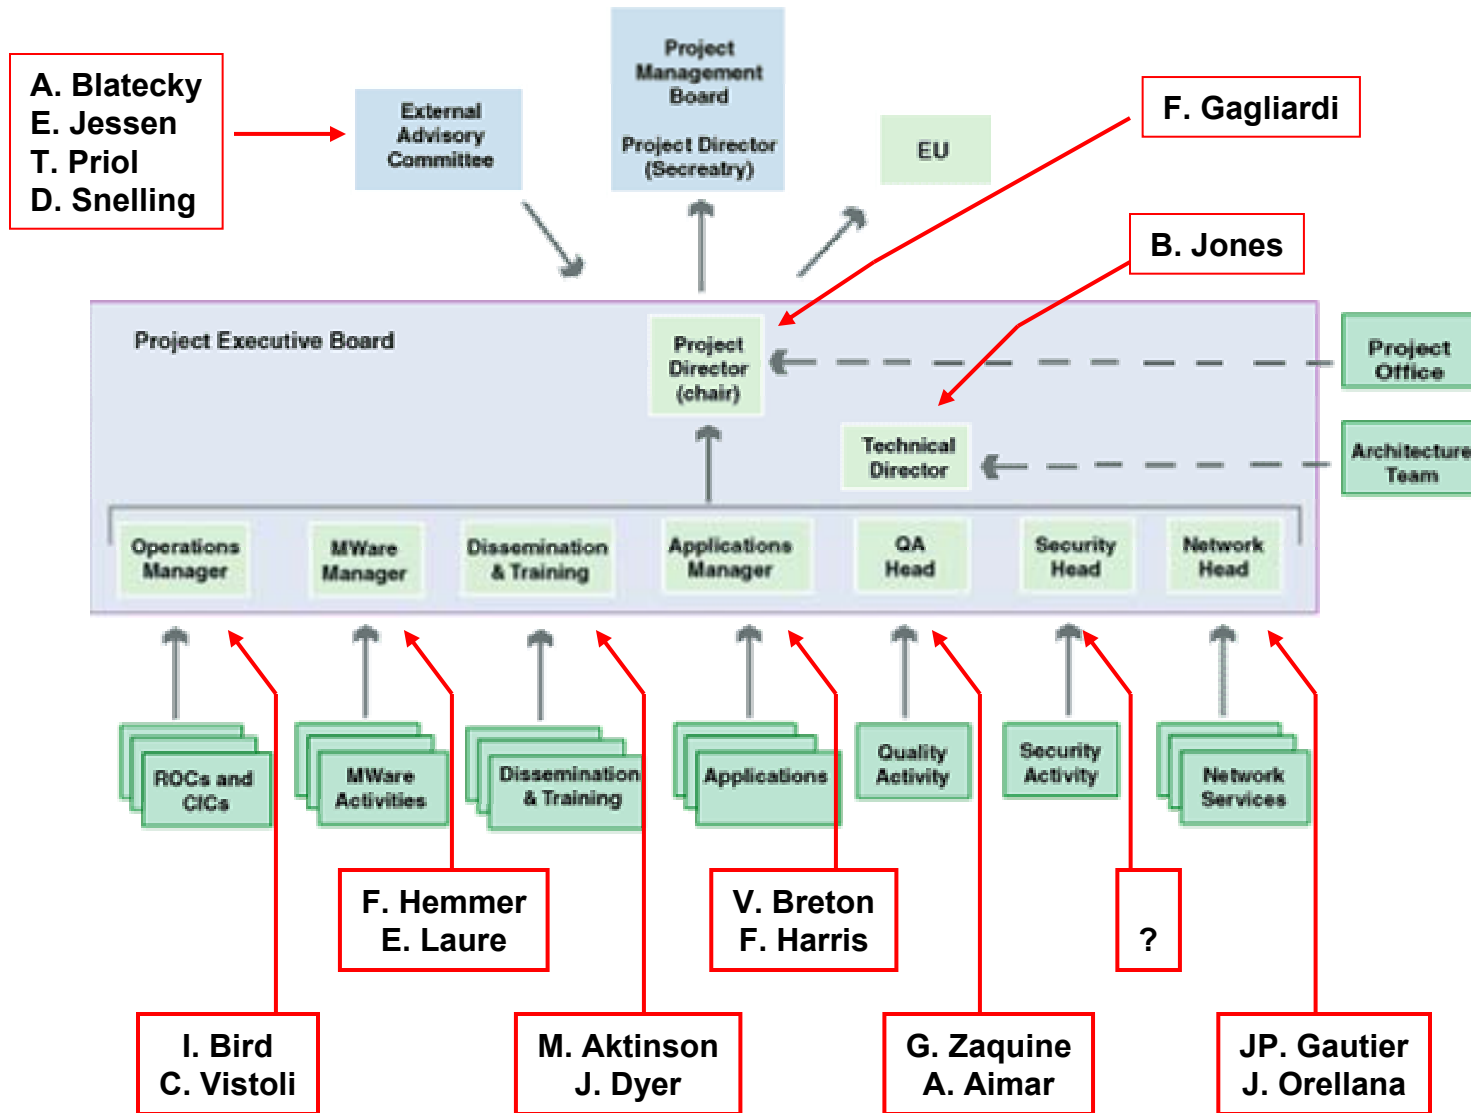 A. Blatecky
E. Jessen
T. Priol
D. Snelling
External
Advisory
Committee
Project
Management
Board
Project Director
(Secreatry)
EU
F. Gagliardi
B. Jones
Project Executive Board
Project
Director
(chair)
Project
Office
Technical
Director
Architecture
Team
Operations
Manager
MWare
Manager
Dissemination
& Training
Applications
Manager
QA
Head
Security
Head
Network
Head
ROCs and
CICs
MWare
Activities
Dissemination
& Training
Applications
Quality
Activity
Security
Activity
Network
Services
F. Hemmer
E. Laure
V. Breton
F. Harris
?
I. Bird
C. Vistoli
M. Aktinson
J. Dyer
G. Zaquine
A. Aimar
JP. Gautier
J. Orellana